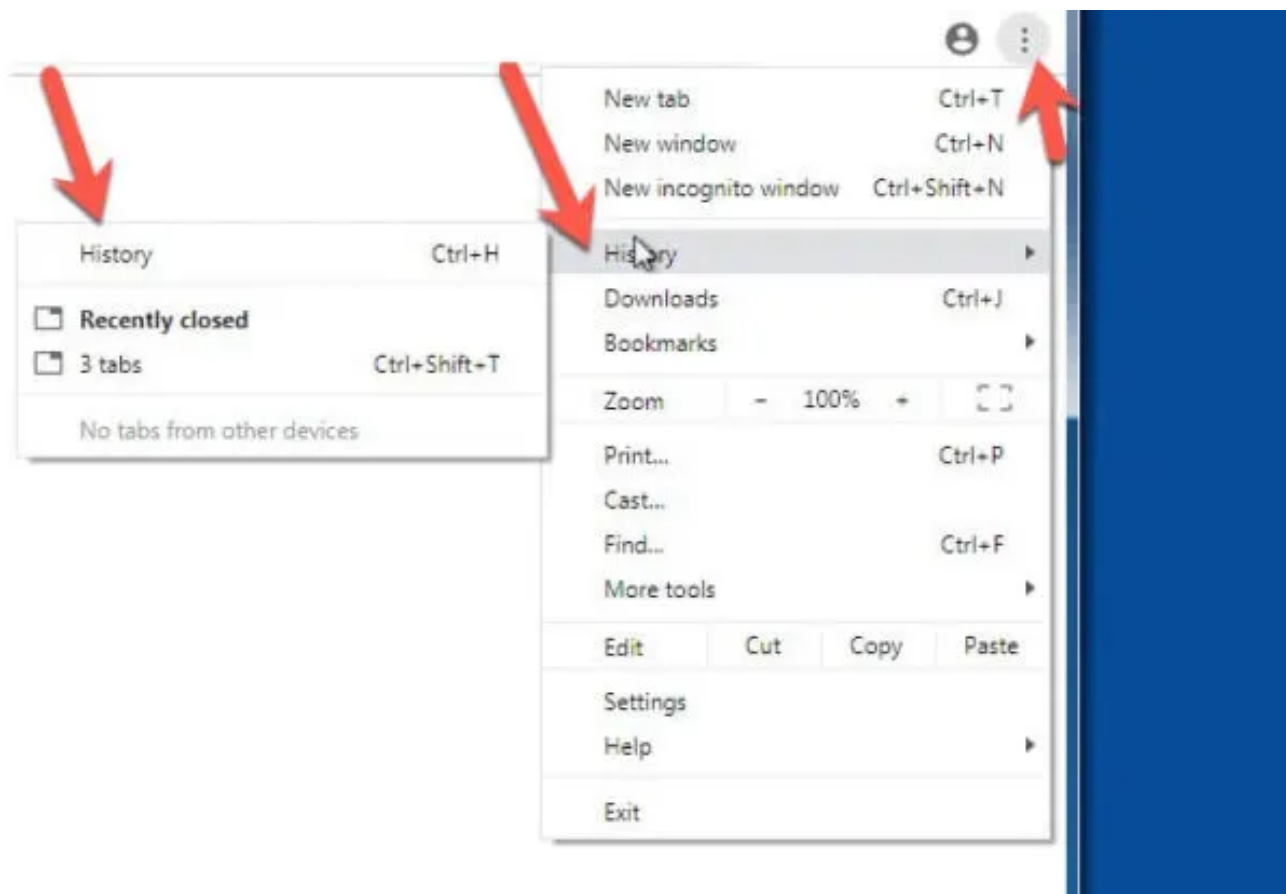 New tab Ctrl+T
New window Ctrl+N
New incognito window Ctrl+Shift+N
History
Downloads Ctrl+J
Bookmarks
Zoom - 100% +
Print... Ctrl+P
Cast...
Find... Ctrl+F
More tools
Edit Cut Copy Paste
Settings
Help
Exit
History Ctrl+H
Recently closed
3 tabs Ctrl+Shift+T
No tabs from other devices